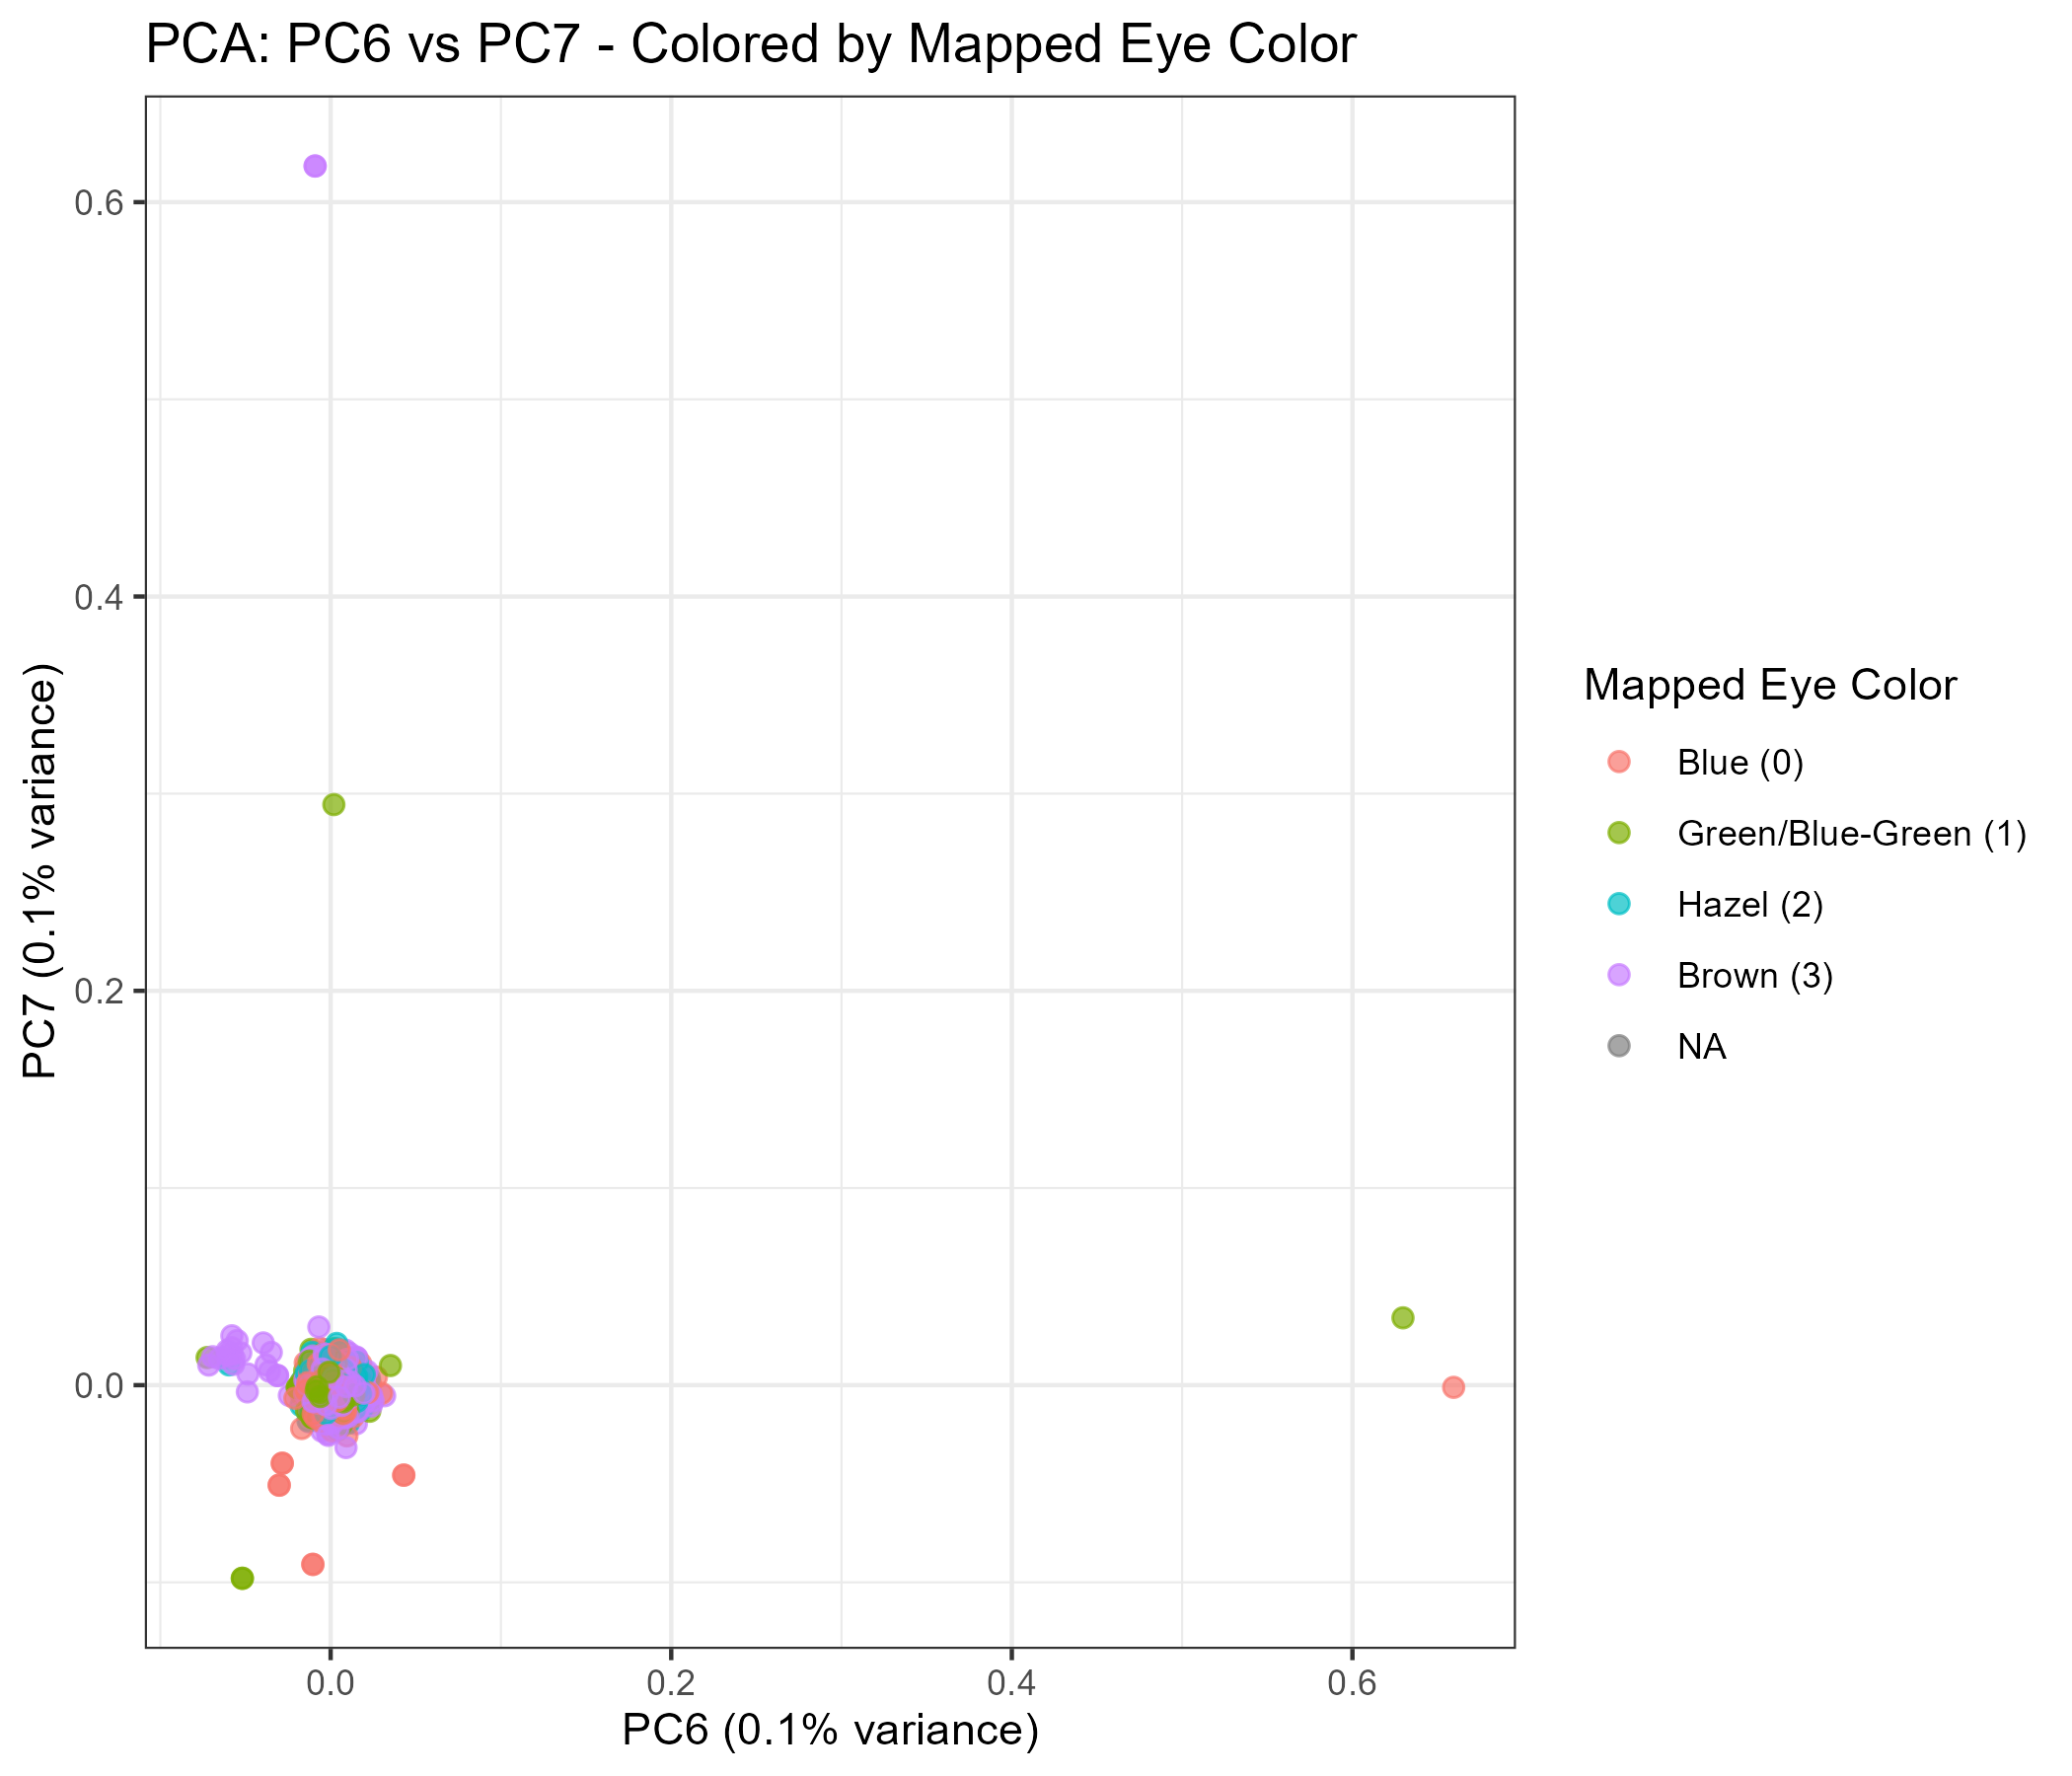 PCA: PC6 vs PC7 - Colored by Mapped Eye Color
PC7 (0.1% variance)
0.6
0.4
0.2
0.0
0.0
0.2
0.4
0.6
PC6 (0.1% variance)
Mapped Eye Color
Blue (0)
Green/Blue-Green (1)
Hazel (2)
Brown (3)
NA